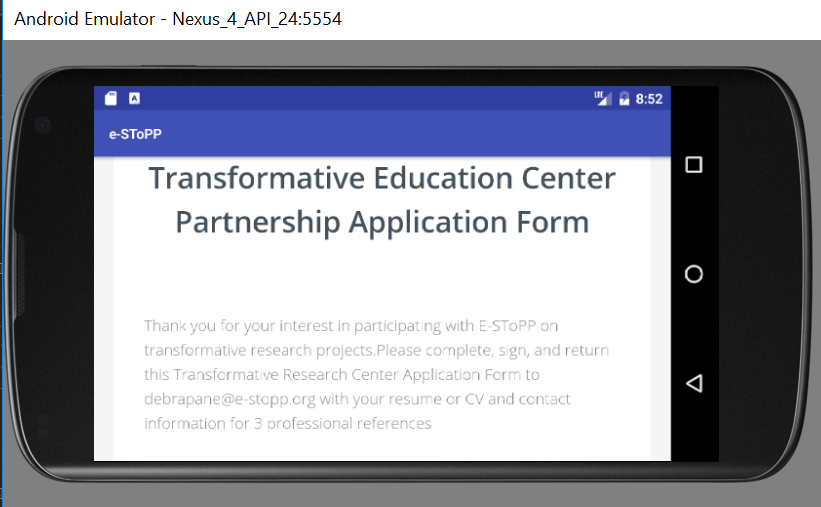 Android Emulator - Nexus_4_API_24:5554
LTE 8:52
e-SToPP
Transformative Education Center
Partnership Application Form
Thank you for your interest in participating with E-SToPP on
transformative research projects.Please complete, sign, and return
this Transformative Research Center Application Form to
debrapane@e-stopp.org with your resume or CV and contact
information for 3 professional references